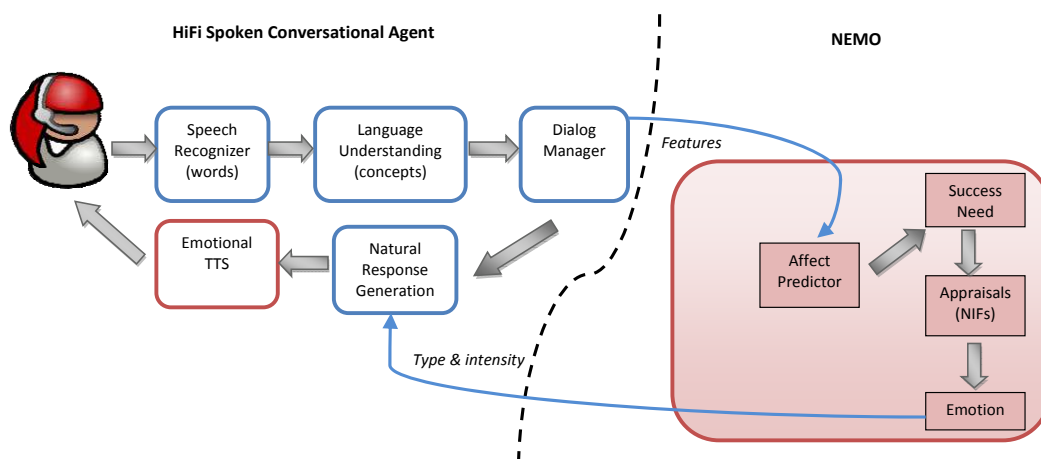 HiFi Spoken Conversational Agent
NEMO
Speech
Recognizer
(words)
Language
Understanding
(concepts)
Dialog
Manager
Features
Success
Need
Emotional
TTS
Natural
Response
Generation
Affect
Predictor
Appraisals
(NIFs)
Type & intensity
Emotion